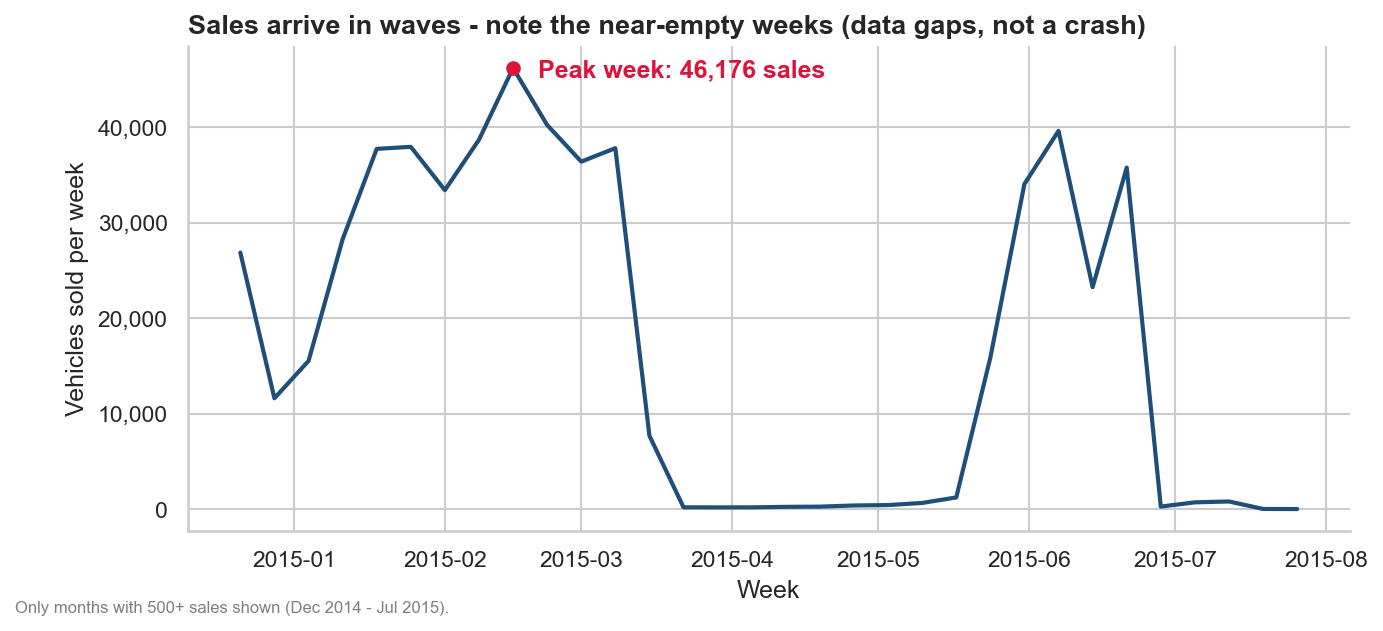 Sales arrive in waves - note the near-empty weeks (data gaps, not a crash)
Peak week: 46,176 sales
Vehicles sold per week
40,000
30,000
20,000
10,000
0
2015-01 2015-02 2015-03 2015-04 2015-05 2015-06 2015-07 2015-08
Week
Only months with 500+ sales shown (Dec 2014 - Jul 2015).